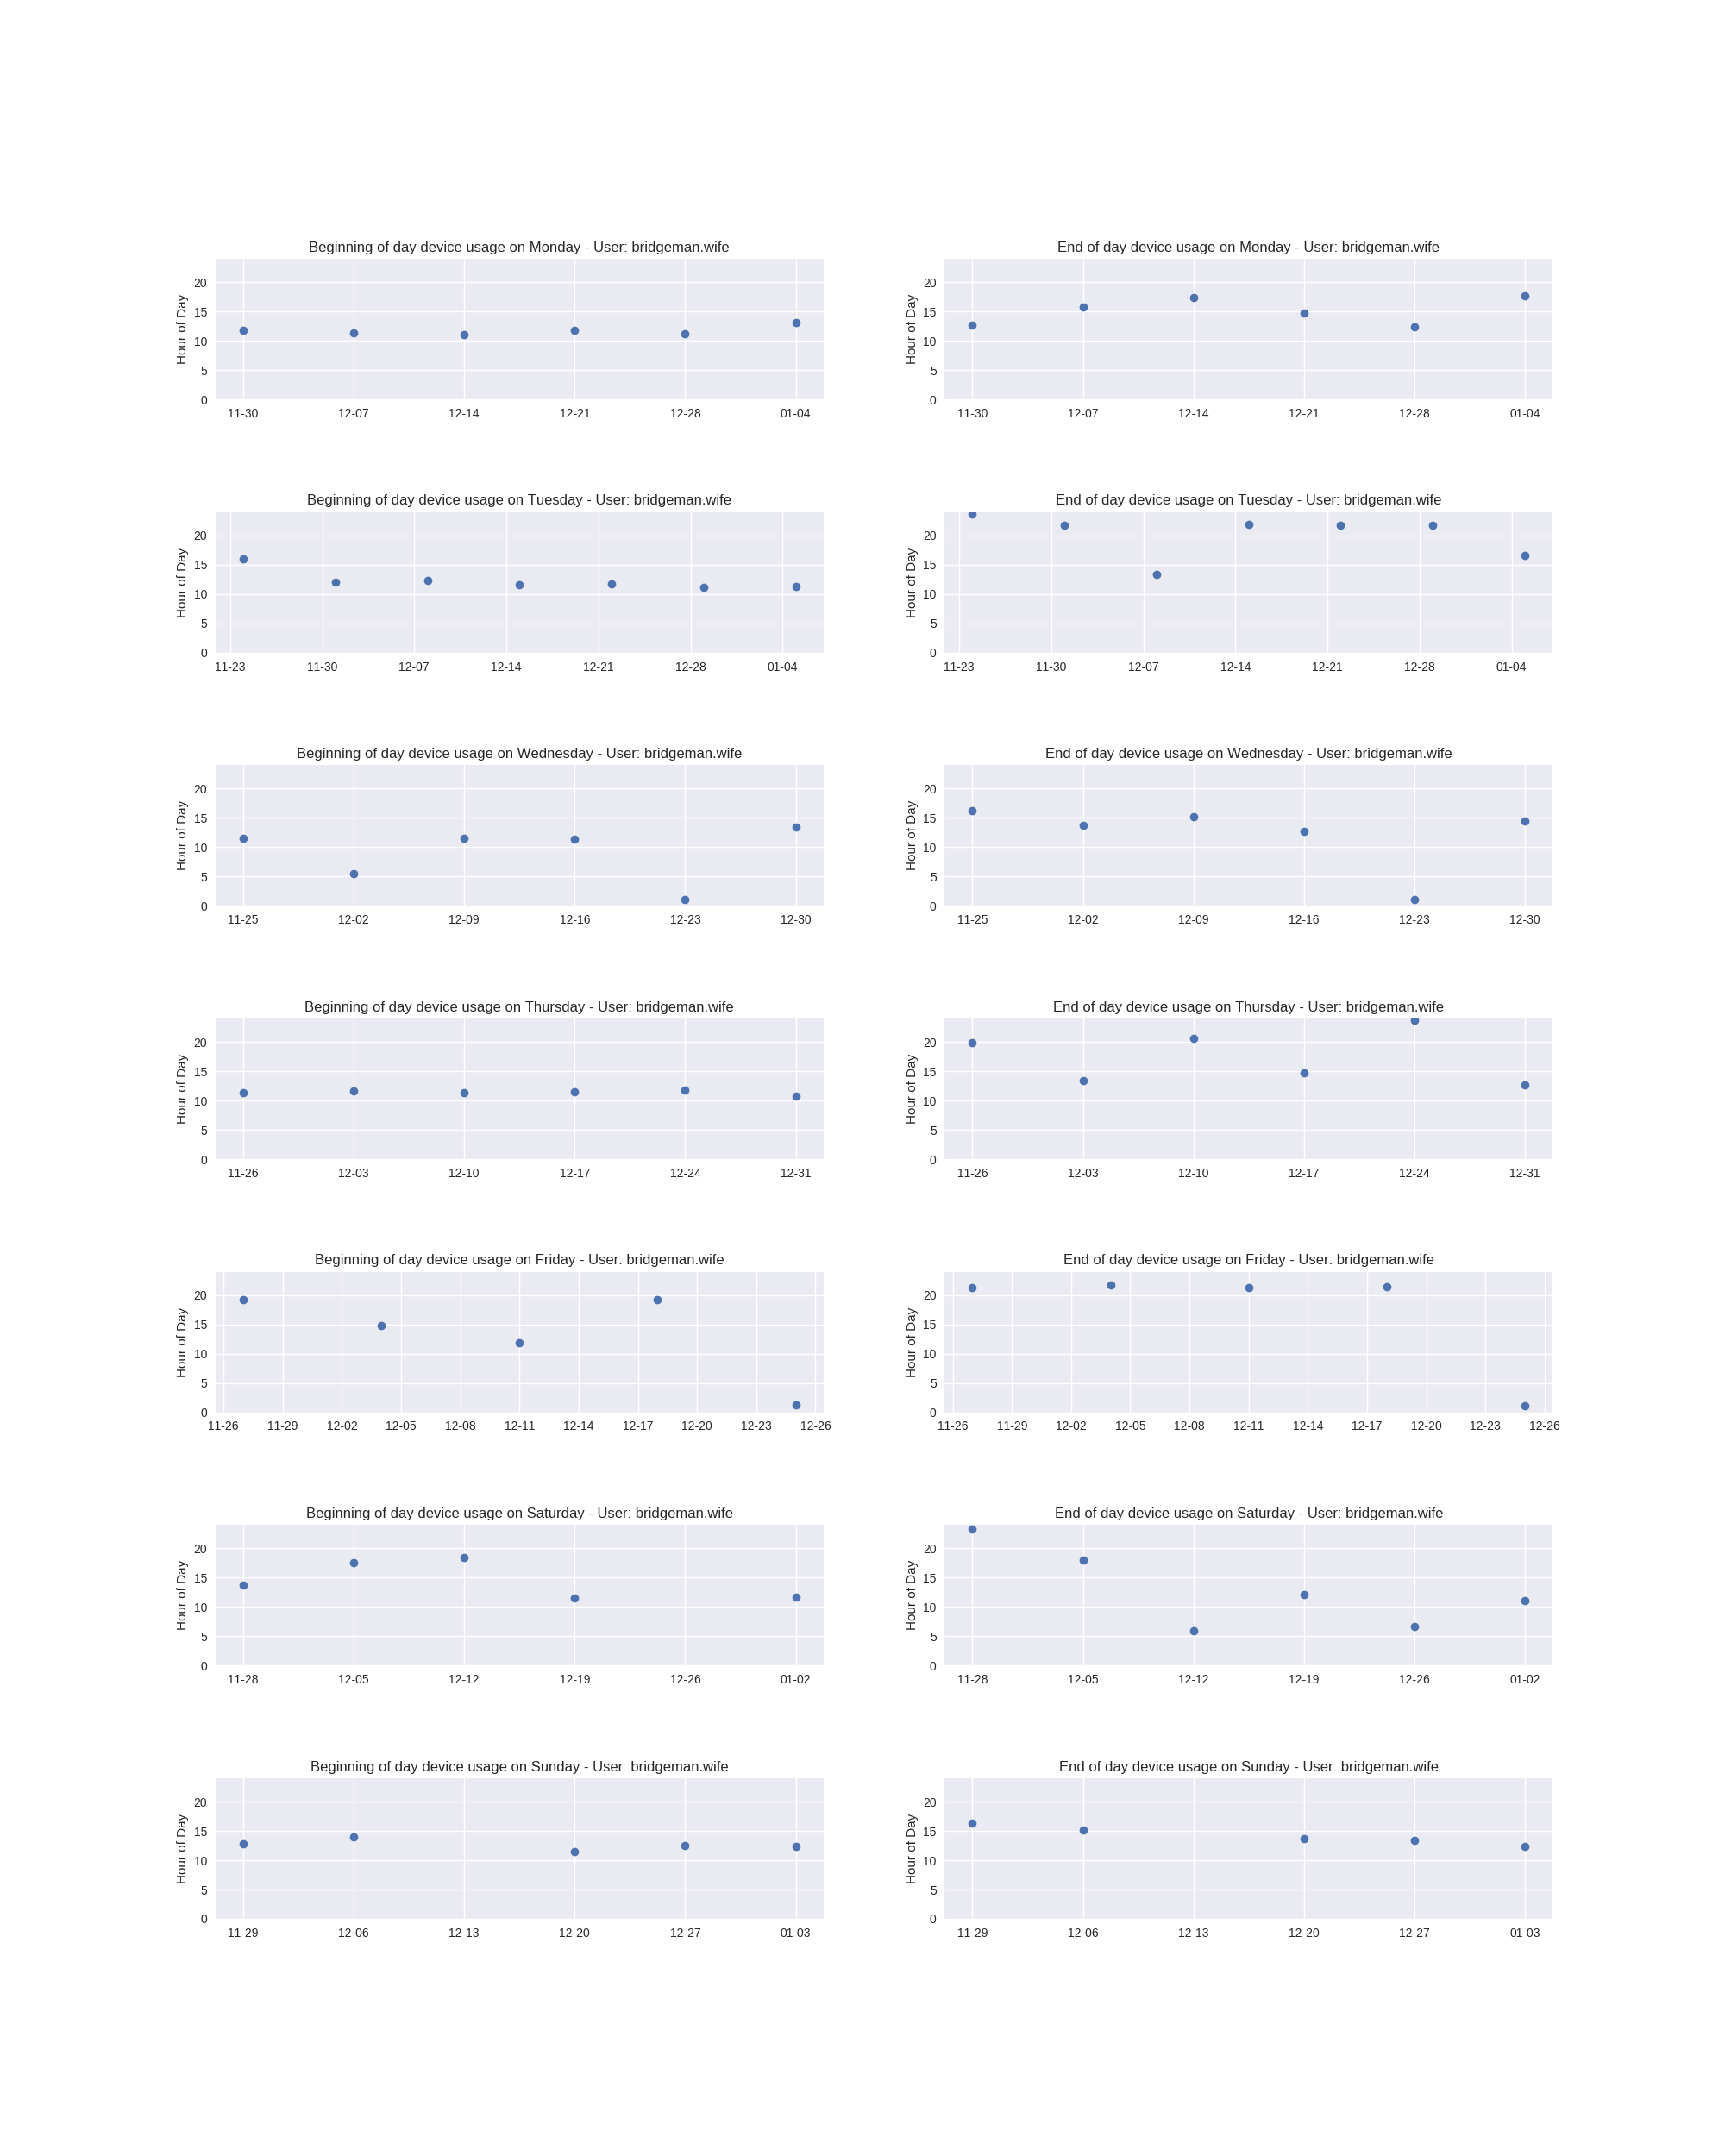 Beginning of day device usage on Monday - User: bridgeman.wife
Hour of Day
20
15
10
5
0
11-30 12-07 12-14 12-21 12-28 01-04
End of day device usage on Monday - User: bridgeman.wife
Hour of Day
20
15
10
5
0
11-30 12-07 12-14 12-21 12-28 01-04
Beginning of day device usage on Tuesday - User: bridgeman.wife
Hour of Day
20
15
10
5
0
11-23 11-30 12-07 12-14 12-21 12-28 01-04
End of day device usage on Tuesday - User: bridgeman.wife
Hour of Day
20
15
10
5
0
11-23 11-30 12-07 12-14 12-21 12-28 01-04
Beginning of day device usage on Wednesday - User: bridgeman.wife
Hour of Day
20
15
10
5
0
11-25 12-02 12-09 12-16 12-23 12-30
End of day device usage on Wednesday - User: bridgeman.wife
Hour of Day
20
15
10
5
0
11-25 12-02 12-09 12-16 12-23 12-30
Beginning of day device usage on Thursday - User: bridgeman.wife
Hour of Day
20
15
10
5
0
11-26 12-03 12-10 12-17 12-24 12-31
End of day device usage on Thursday - User: bridgeman.wife
Hour of Day
20
15
10
5
0
11-26 12-03 12-10 12-17 12-24 12-31
Beginning of day device usage on Friday - User: bridgeman.wife
Hour of Day
20
15
10
5
0
11-26 11-29 12-02 12-05 12-08 12-11 12-14 12-17 12-20 12-23 12-26
End of day device usage on Friday - User: bridgeman.wife
Hour of Day
20
15
10
5
0
11-26 11-29 12-02 12-05 12-08 12-11 12-14 12-17 12-20 12-23 12-26
Beginning of day device usage on Saturday - User: bridgeman.wife
Hour of Day
20
15
10
5
0
11-28 12-05 12-12 12-19 12-26 01-02
End of day device usage on Saturday - User: bridgeman.wife
Hour of Day
20
15
10
5
0
11-28 12-05 12-12 12-19 12-26 01-02
Beginning of day device usage on Sunday - User: bridgeman.wife
Hour of Day
20
15
10
5
0
11-29 12-06 12-13 12-20 12-27 01-03
End of day device usage on Sunday - User: bridgeman.wife
Hour of Day
20
15
10
5
0
11-29 12-06 12-13 12-20 12-27 01-03